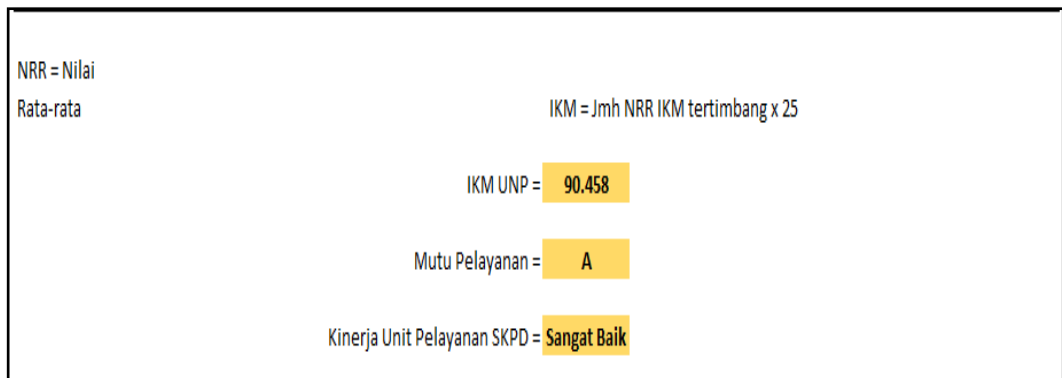 NRR = Nilai
Rata-rata
IKM = Jmh NRR IKM tertimbang x 25
IKM UNP = 90.458
Mutu Pelayanan = A
Kinerja Unit Pelayanan SKPD = Sangat Baik